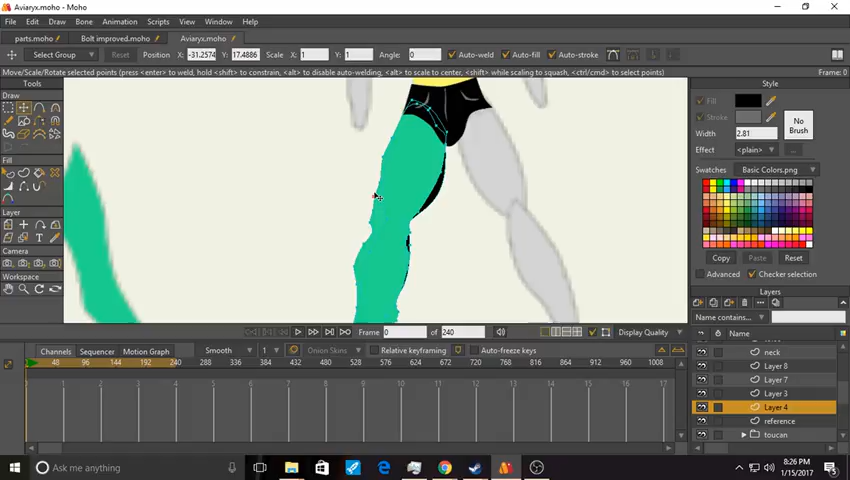 Aviaryx.moho - Moho
File Edit Draw Bone Animation Scripts View Window Help
parts.moho Bolt improved.moho Aviaryx.moho
Select Group Reset Position X -31.2574 Y 17.4886 Scale X 1 Y 1 Angle: 0 Auto-weld Auto-fill Auto-stroke
Move/Scale/Rotate selected points (press <enter> to weld, hold <shift> to constrain, <alt> to disable auto-welding, <alt> to scale to center, <shift> while scaling to squash, <ctrl/cmd> to select points)
Frame: 0
Tools
Draw
Fill
Layer
Camera
Workspace
Style
Fill
Stroke
Width 2.81
Effect <plain> ...
No Brush
Swatches Basic Colors.png
Copy Paste Reset
Advanced Checker selection
Layers
Name contains...
Name
neck
Layer 8
Layer 7
Layer 3
Layer 4
reference
toucan
Frame 0 of 240 Display Quality
Channels Sequencer Motion Graph Smooth 1 Onion Skins Relative keyframing Auto-freeze keys
48 96 144 192 240 288 336 384 432 480 528 576 624 672 720 768 816 864 912 960 1008
0 1 2 3 4 5 6 7 8 9 10 11 12 13 14 15 16 17
Ask me anything
8:26 PM
1/15/2017